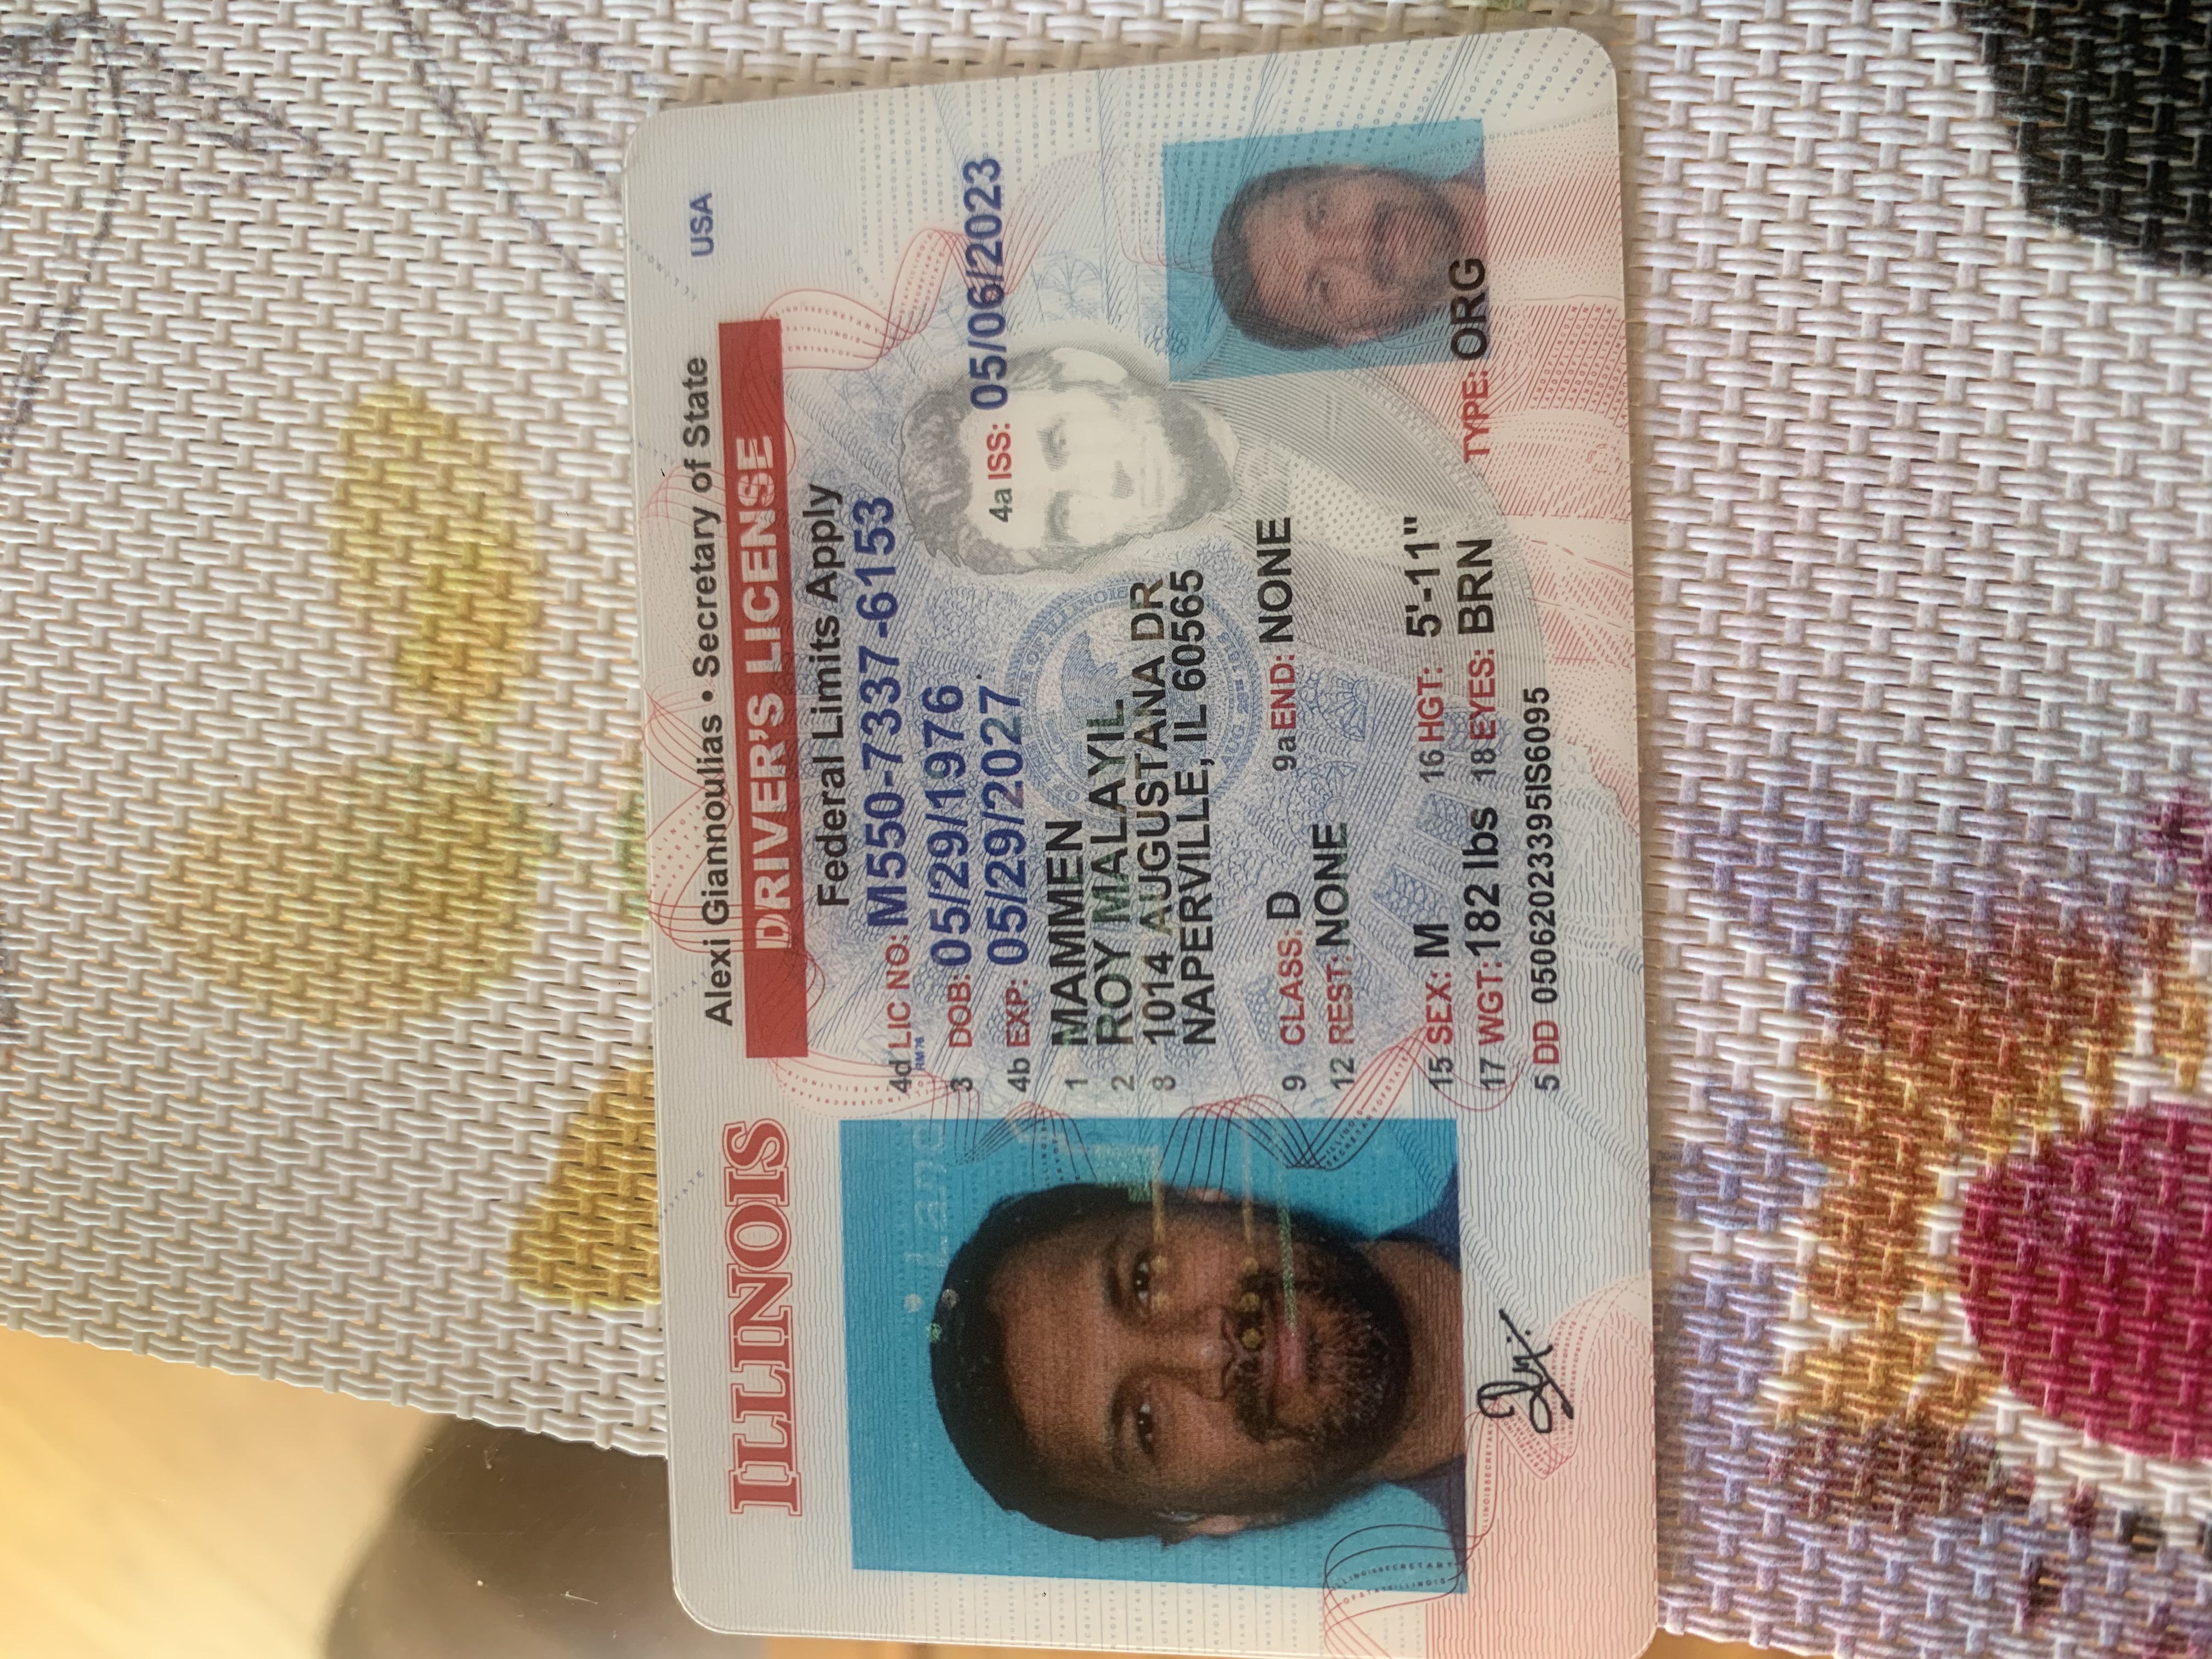 ILLINOIS
Alexi Giannoulias • Secretary of State
USA
DRIVER'S LICENSE
Federal Limits Apply
4d LIC NO: M550-7337-6153
RM76
3 DOB: 05/29/1976
4b EXP: 05/29/2027
4a ISS: 05/06/2023
1 MAMMEN
2 ROY MALAYIL
8 1014 AUGUSTANA DR
NAPERVILLE, IL 60565
9 CLASS: D 9a END: NONE
12 REST: NONE
15 SEX: M 16 HGT: 5'-11"
17 WGT: 182 lbs 18 EYES: BRN TYPE: ORG
5 DD 05062023395IS6095